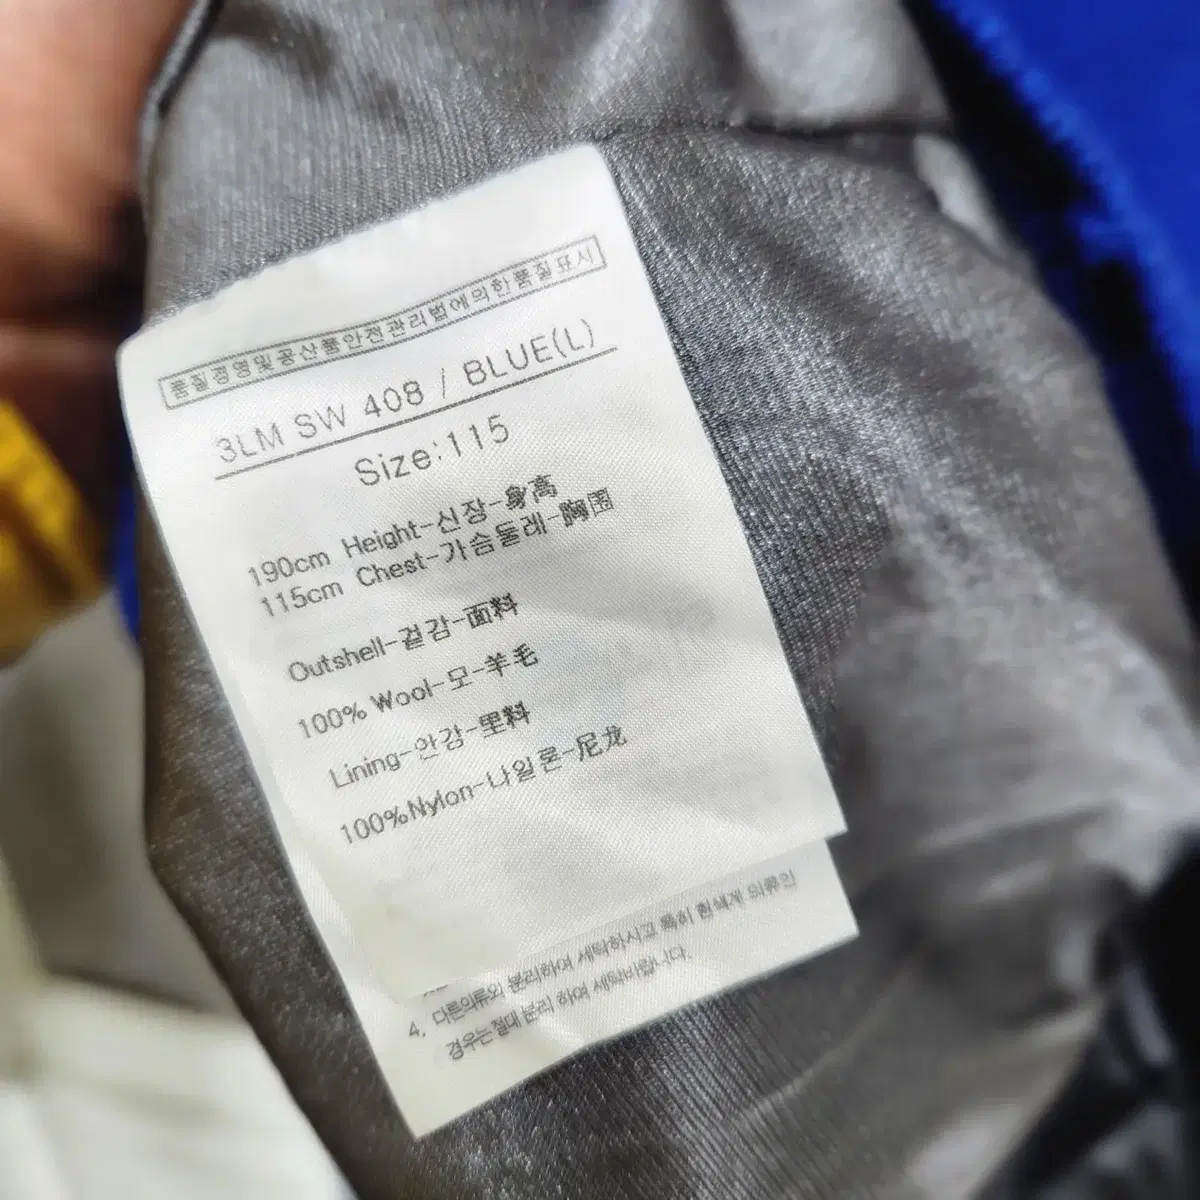 품질경영및공산품안전관리법에의한품질표시
3LM SW 408 / BLUE(L)
Size:115
190cm Height-신장-身高
115cm Chest-가슴둘레-胸围
Outshell-겉감-面料
100% Wool-모-羊毛
Lining-안감-里料
100%Nylon-나일론-尼龙
4. 다른의류와 분리하여 세탁하시고 특히 흰색계 의류인
경우는절대 분리 하여 세탁바랍니다.